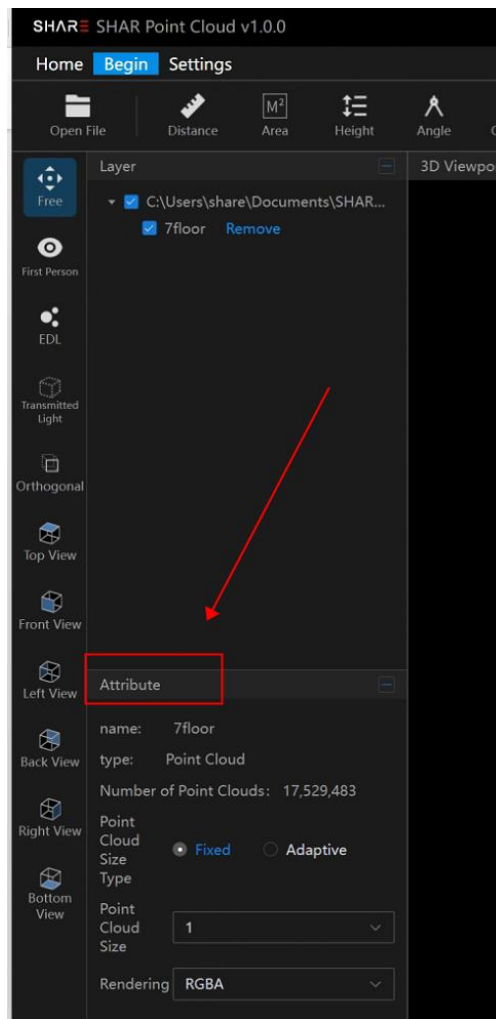 SHARE SHAR Point Cloud v1.0.0
Home Begin Settings
Open File Distance Area Height Angle
M²
Layer
3D Viewpo
Free
C:\Users\share\Documents\SHAR...
7floor Remove
First Person
EDL
Transmitted
Light
Orthogonal
Top View
Front View
Left View
Back View
Right View
Bottom
View
Attribute
name: 7floor
type: Point Cloud
Number of Point Clouds: 17,529,483
Point
Cloud
Size
Type
Fixed Adaptive
Point
Cloud
Size
1
Rendering RGBA